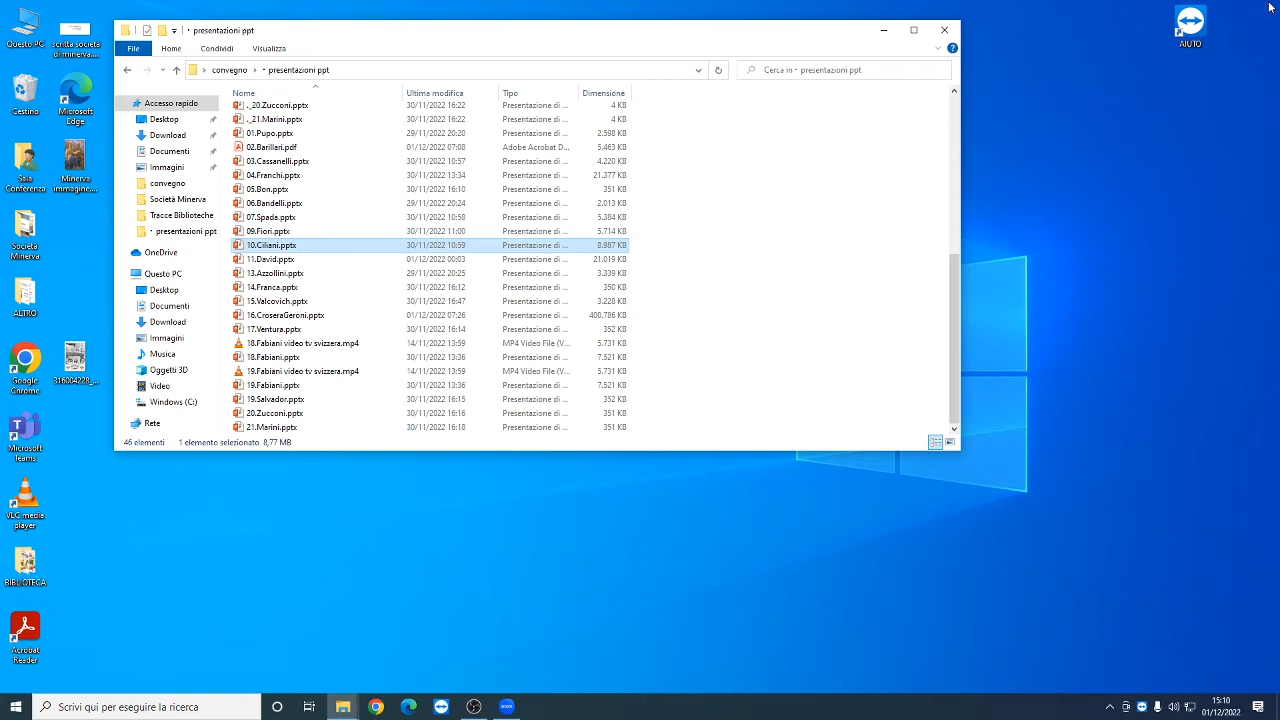 presentazioni ppt
File Home Condividi Visualizza
convegno › presentazioni ppt
Cerca in presentazioni ppt
Nome Ultima modifica Tipo Dimensione
._20.Zucconi.pptx 30/11/2022 16:22 Presentazione di ... 4 KB
._21.Marini.pptx 30/11/2022 16:22 Presentazione di ... 4 KB
01.Pupo.pptx 29/11/2022 20:20 Presentazione di ... 2.598 KB
02.Barillari.pdf 01/12/2022 07:08 Adobe Acrobat D... 5.463 KB
03.Cassanelli.pptx 30/11/2022 10:57 Presentazione di ... 4.220 KB
04.Franchi.pptx 30/11/2022 13:34 Presentazione di ... 21.377 KB
05.Bon.pptx 30/11/2022 16:10 Presentazione di ... 351 KB
06.Bandelli.pptx 29/11/2022 20:24 Presentazione di ... 2.013 KB
07.Spada.pptx 30/11/2022 10:58 Presentazione di ... 5.384 KB
09.Fiori.pptx 30/11/2022 11:00 Presentazione di ... 5.714 KB
10.Ciliani.pptx 30/11/2022 10:59 Presentazione di ... 8.987 KB
11.David.pptx 01/12/2022 00:03 Presentazione di ... 21.019 KB
13.Azzollini.pptx 29/11/2022 20:25 Presentazione di ... 3.339 KB
14.Franca.pptx 30/11/2022 16:12 Presentazione di ... 350 KB
15.Valcovich.pptx 30/11/2022 16:47 Presentazione di ... 3.228 KB
16.CroseraGeroni.pptx 01/12/2022 07:26 Presentazione di ... 400.786 KB
17.Ventura.pptx 30/11/2022 16:14 Presentazione di ... 352 KB
18.Fabiani video tv svizzera.mp4 14/11/2022 13:59 MP4 Video File (V... 5.731 KB
18.Fabiani.pptx 30/11/2022 13:36 Presentazione di ... 7.521 KB
19.Fabiani video tv svizzera.mp4 14/11/2022 13:59 MP4 Video File (V... 5.731 KB
19.Fabiani.pptx 30/11/2022 13:36 Presentazione di ... 7.521 KB
19.Salvador.pptx 30/11/2022 16:15 Presentazione di ... 352 KB
20.Zucconi.pptx 30/11/2022 16:16 Presentazione di ... 351 KB
21.Marini.pptx 30/11/2022 16:18 Presentazione di ... 351 KB
Accesso rapido
Desktop
Download
Documenti
Immagini
convegno
Società Minerva
Tracce Biblioteche
presentazioni ppt
OneDrive
Questo PC
Desktop
Documenti
Download
Immagini
Musica
Oggetti 3D
Video
Windows (C:)
Rete
46 elementi 1 elemento selezionato 8,77 MB
Questo PC
scritta società
di minerva....
Cestino
Microsoft
Edge
Sala
Conferenza
Minerva
immagine....
Società
Minerva
ALTRO
Google
Chrome
316004228_...
Microsoft
Teams
VLC media
player
BIBLIOTECA
Acrobat
Reader
AIUTO
Scrivi qui per eseguire la ricerca
zoom
15:10
01/12/2022